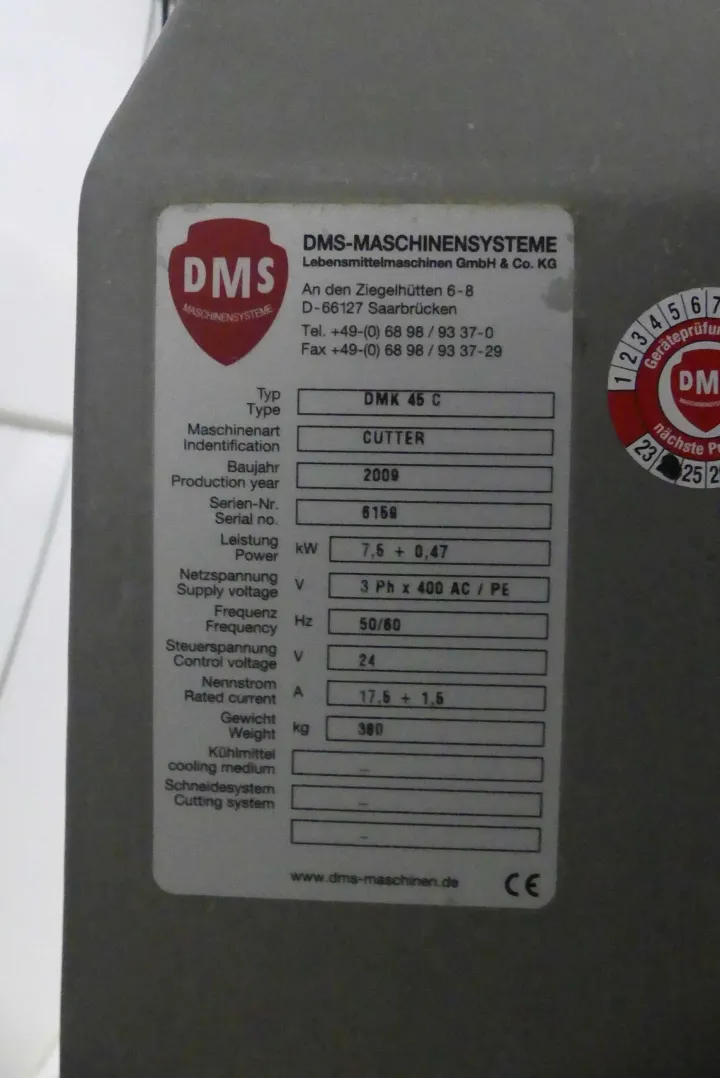 DMS
MASCHINENSYSTEME
DMS-MASCHINENSYSTEME
Lebensmittelmaschinen GmbH & Co. KG
An den Ziegelhütten 6-8
D-66127 Saarbrücken
Tel. +49-(0) 68 98 / 93 37-0
Fax +49-(0) 68 98 / 93 37-29
Typ
Type
DMK 45 C
Maschinenart
Indentification
CUTTER
Baujahr
Production year
2009
Serien-Nr.
Serial no.
Leistung
Power
kW
7,5 + 0,47
Netzspannung
Supply voltage
V
3 Ph x 400 AC / PE
Frequenz
Frequency
Hz
50/60
Steuerspannung
Control voltage
V
24
Nennstrom
Rated current
A
17,5 + 1,5
Gewicht
Weight
kg
380
Kühlmittel
cooling medium
–
Schneidesystem
Cutting system
–
–
www.dms-maschinen.de
CE
1 2 3 4 5 6 7
Geräteprüfun
DM
nächste
23 25